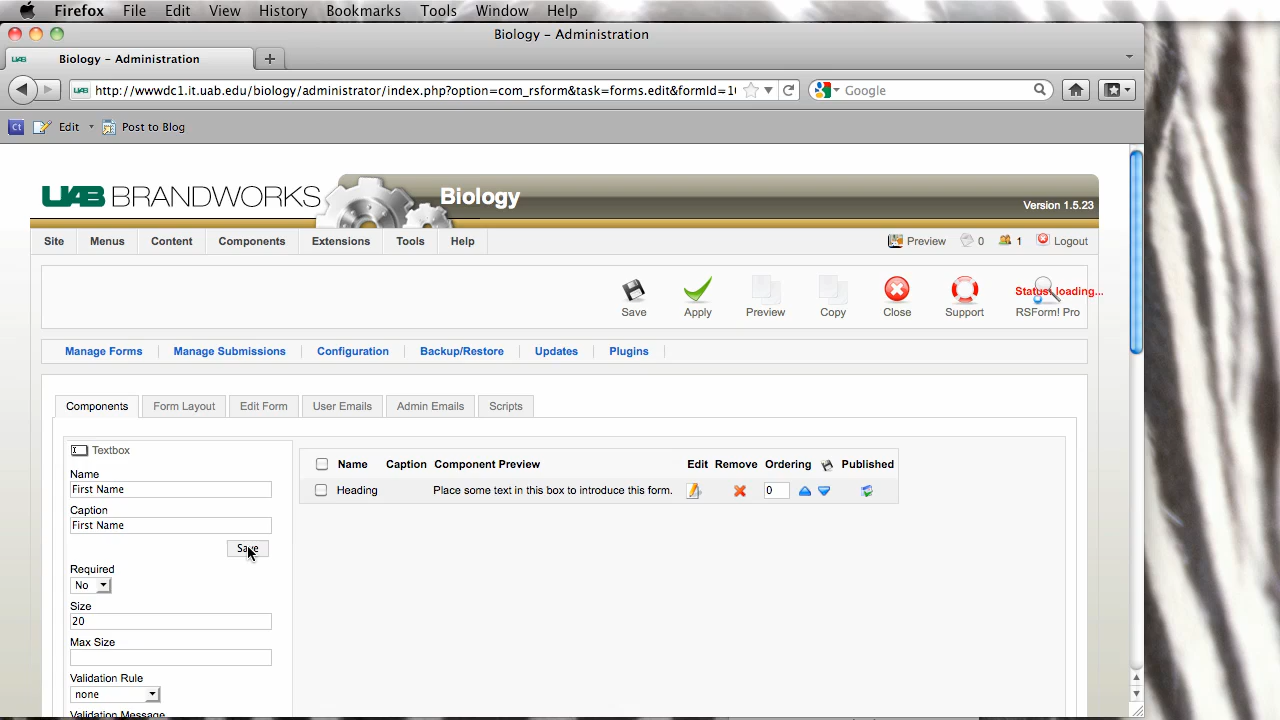 Firefox File Edit View History Bookmarks Tools Window Help
Biology – Administration
UAB Biology – Administration +
UAB http://wwwdc1.it.uab.edu/biology/administrator/index.php?option=com_rsform&task=forms.edit&formId=1 Google
Ct Edit Post to Blog
UAB BRANDWORKS Biology
Version 1.5.23
Site Menus Content Components Extensions Tools Help Preview 0 1 Logout
Status: loading...
Save Apply Preview Copy Close Support RSForm! Pro
Manage Forms Manage Submissions Configuration Backup/Restore Updates Plugins
Components Form Layout Edit Form User Emails Admin Emails Scripts
Textbox
Name Caption Component Preview Edit Remove Ordering Published
Heading Place some text in this box to introduce this form. 0
Name
First Name
Caption
First Name
Save
Required
No
Size
20
Max Size
Validation Rule
none
Validation Message